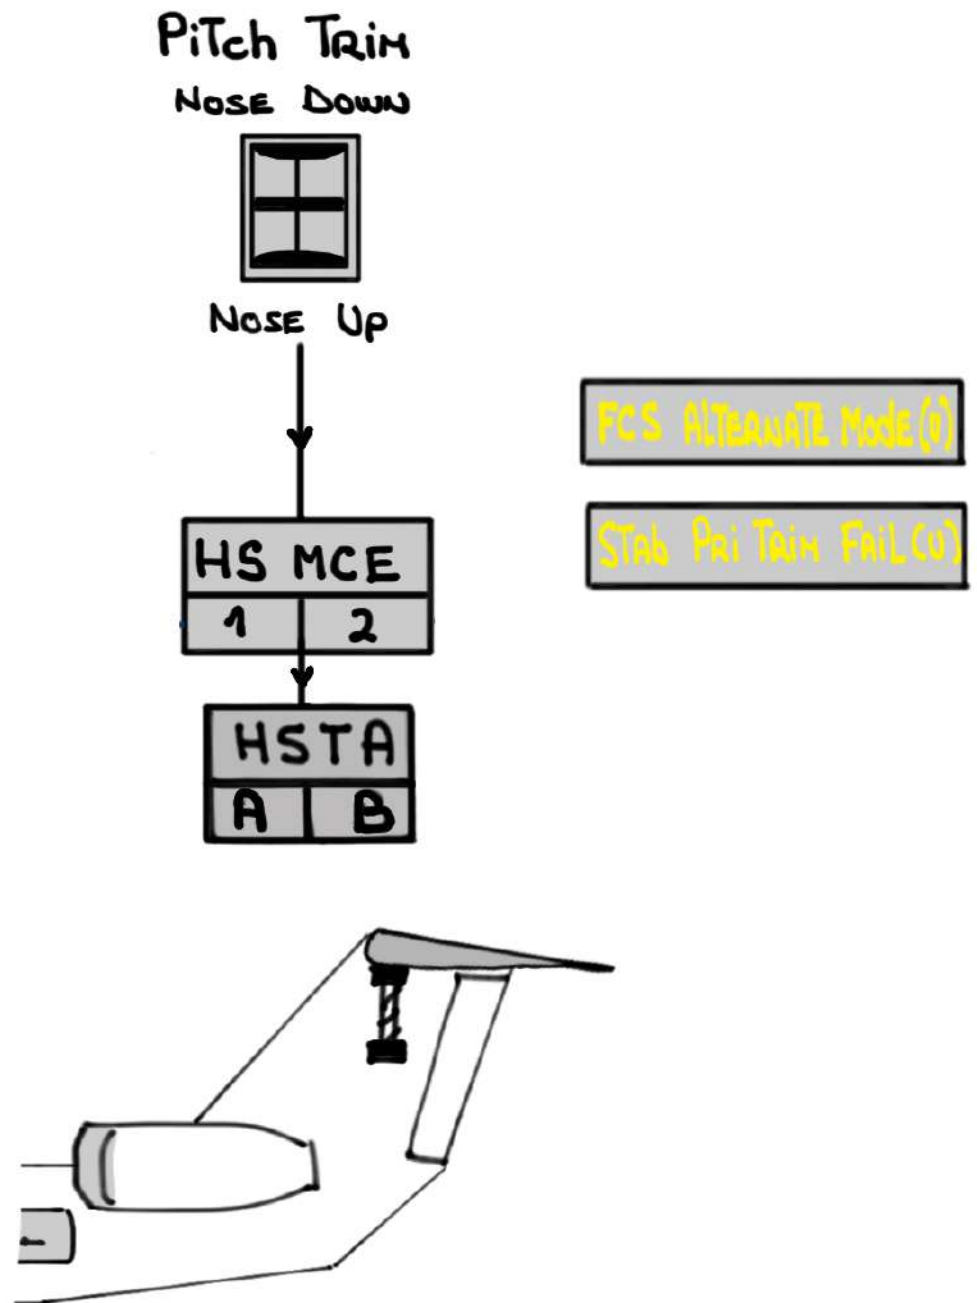 PiTch TRiM
NOSE DOWN
NOSE Up
FCS ALTERNATE MODE(U)
STAb PRi TRiM FAiL(U)
HS MCE
1 2
HSTA
A B